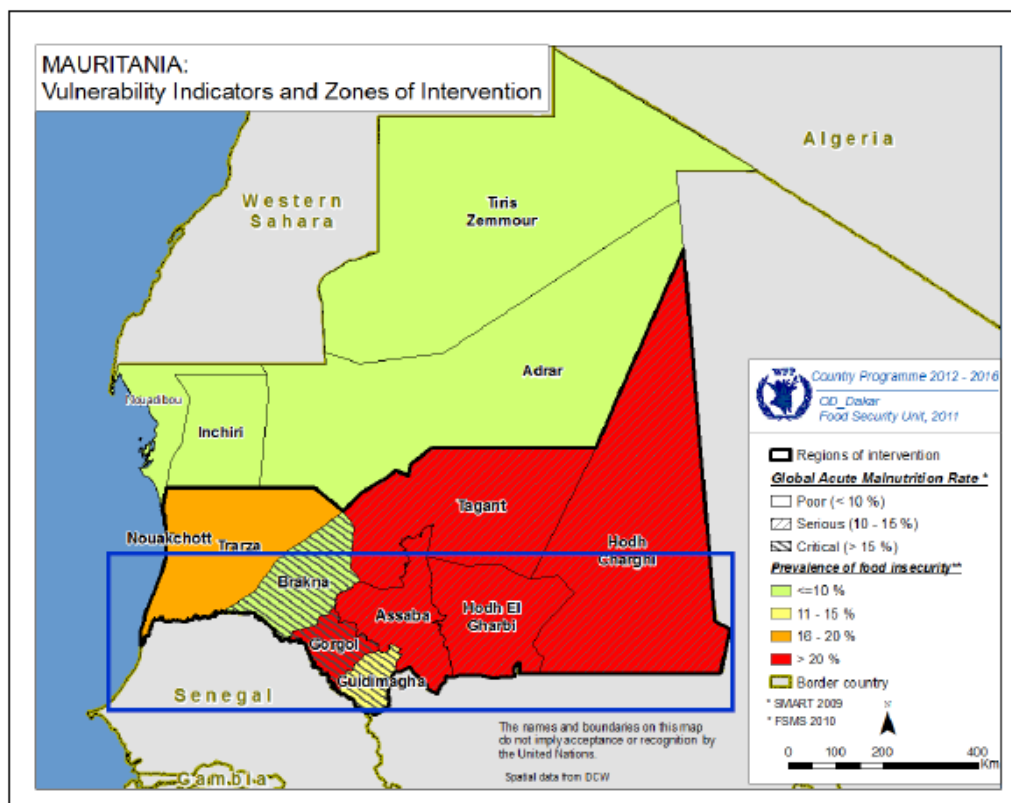 MAURITANIA:
Vulnerability Indicators and Zones of Intervention
Algeria
Western
Sahara
Tiris
Zemmour
Adrar
Nouadibou
Inchiri
Tagant
Nouakchott
Trarza
Hodh
Gharghi
Brakna
Assaba
Hodh El
Gharbi
Gorgol
Guidimagha
Senegal
Gambia
The names and boundaries on this map
do not imply acceptance or recognition by
the United Nations.
Spatial data from DCW
WFP
Country Programme 2012 - 2016
OD_Dakar
Food Security Unit, 2011
Regions of intervention
Global Acute Malnutrition Rate *
Poor (< 10 %)
Serious (10 - 15 %)
Critical (> 15 %)
Prevalence of food insecurity**
<=10 %
11 - 15 %
16 - 20 %
> 20 %
Border country
* SMART 2009
* FSMS 2010
N
0 100 200 400
Km